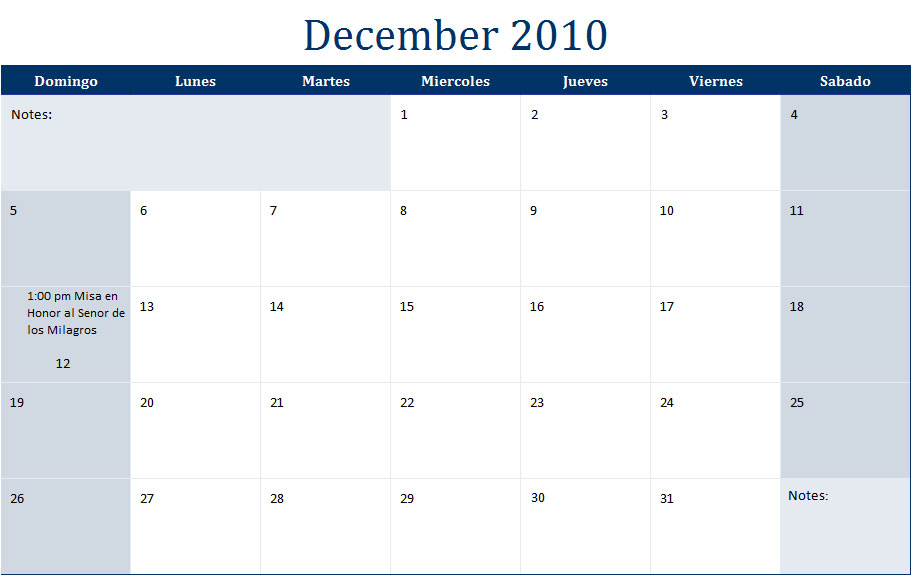 December 2010
Domingo Lunes Martes Miercoles Jueves Viernes Sabado
Notes: 1 2 3 4
5 6 7 8 9 10 11
1:00 pm Misa en
Honor al Senor de
los Milagros
12 13 14 15 16 17 18
19 20 21 22 23 24 25
26 27 28 29 30 31 Notes: